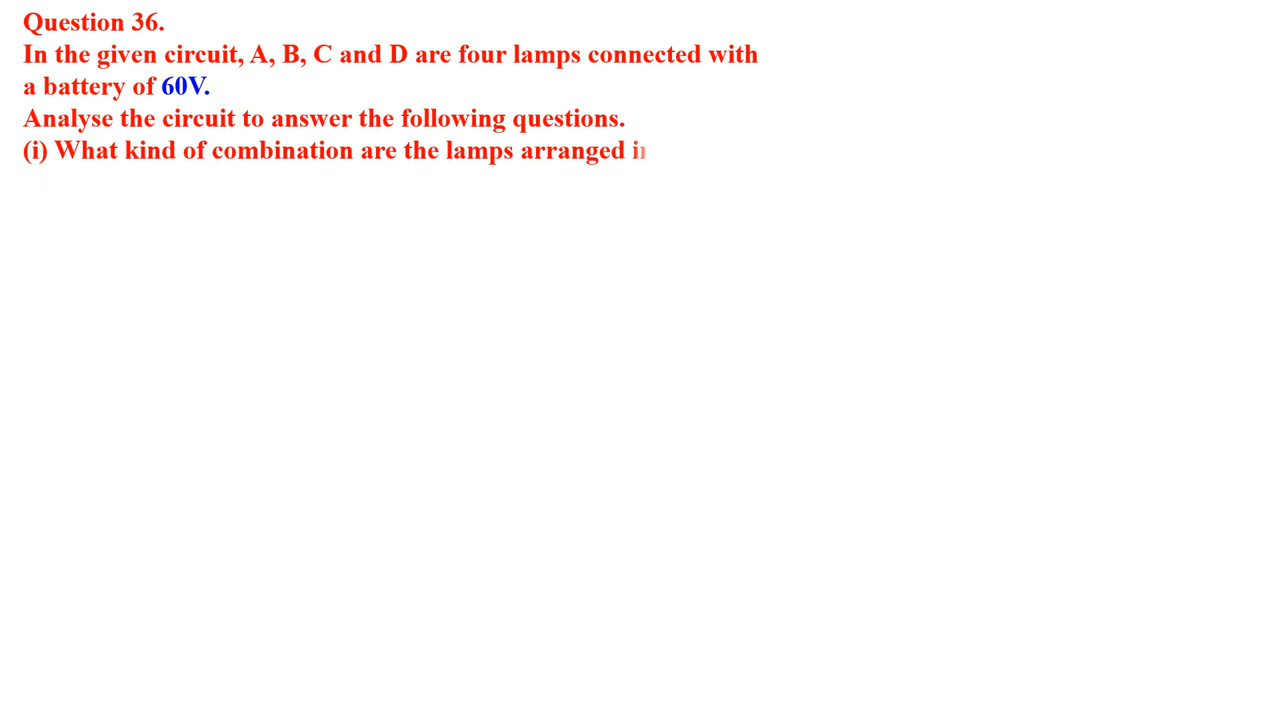 Question 36.
In the given circuit, A, B, C and D are four lamps connected with
a battery of 60V.
Analyse the circuit to answer the following questions.
(i) What kind of combination are the lamps arranged